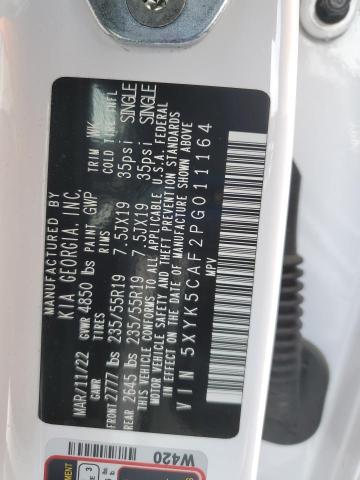 MANUFACTURED BY
KIA GEORGIA, INC.
MAR/11/22 GVWR 4850 lbs PAINT GWP TRIM WK
GAWR TIRES RIMS COLD TIRE INFL
FRONT 2777 lbs 235/55R19 7.5JX19 35psi SINGLE
REAR 2645 lbs 235/55R19 7.5JX19 35psi SINGLE
THIS VEHICLE CONFORMS TO ALL APPLICABLE U.S.A. FEDERAL
MOTOR VEHICLE SAFETY AND THEFT PREVENTION STANDARDS
IN EFFECT ON THE DATE OF MANUFACTURE SHOWN ABOVE
VIN 5XYK5CAF2PG011164
MPV
W420